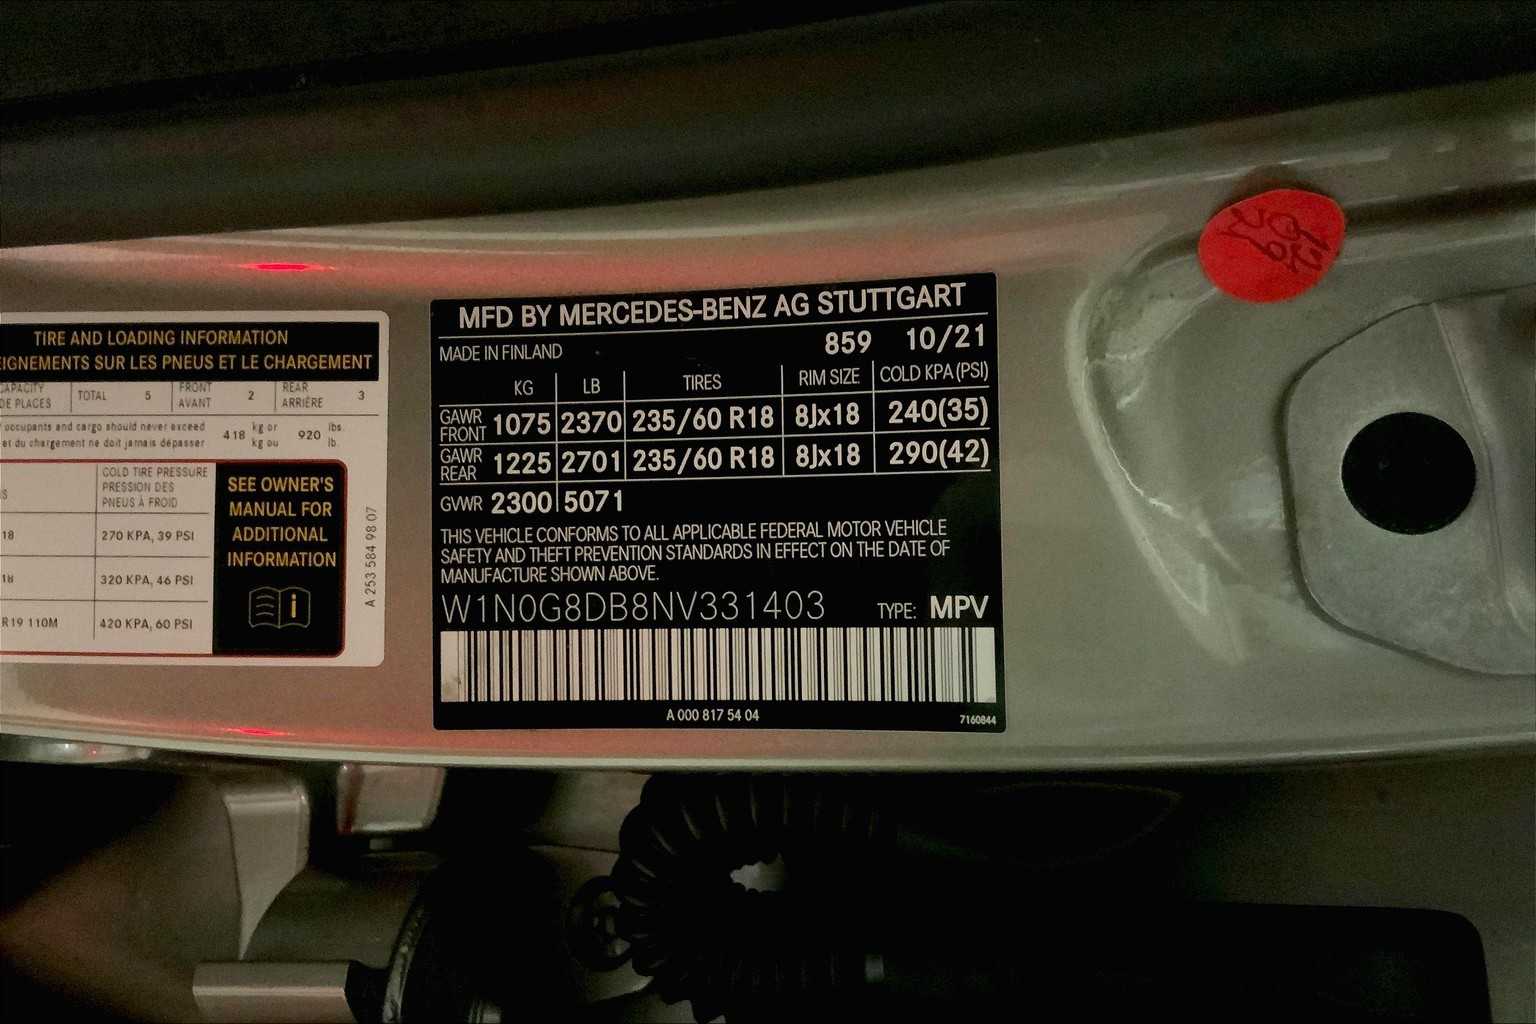 TIRE AND LOADING INFORMATION
EIGNEMENTS SUR LES PNEUS ET LE CHARGEMENT
CAPACITY TOTAL 5 FRONT 2 REAR 3
DE PLACES AVANT ARRIÈRE
occupants and cargo should never exceed 418 kg or 920 lbs.
et du chargement ne doit jamais dépasser kg ou lb.
COLD TIRE PRESSURE
PRESSION DES
PNEUS À FROID
18 270 KPA, 39 PSI
18 320 KPA, 46 PSI
R19 110M 420 KPA, 60 PSI
SEE OWNER'S
MANUAL FOR
ADDITIONAL
INFORMATION
i
A 253 584 98 07
MFD BY MERCEDES-BENZ AG STUTTGART
MADE IN FINLAND 859 10/21
KG LB TIRES RIM SIZE COLD KPA (PSI)
GAWR FRONT 1075 2370 235/60 R18 8Jx18 240(35)
GAWR REAR 1225 2701 235/60 R18 8Jx18 290(42)
GVWR 2300 5071
THIS VEHICLE CONFORMS TO ALL APPLICABLE FEDERAL MOTOR VEHICLE
SAFETY AND THEFT PREVENTION STANDARDS IN EFFECT ON THE DATE OF
MANUFACTURE SHOWN ABOVE.
W1N0G8DB8NV331403 TYPE: MPV
A 000 817 54 04 7160844